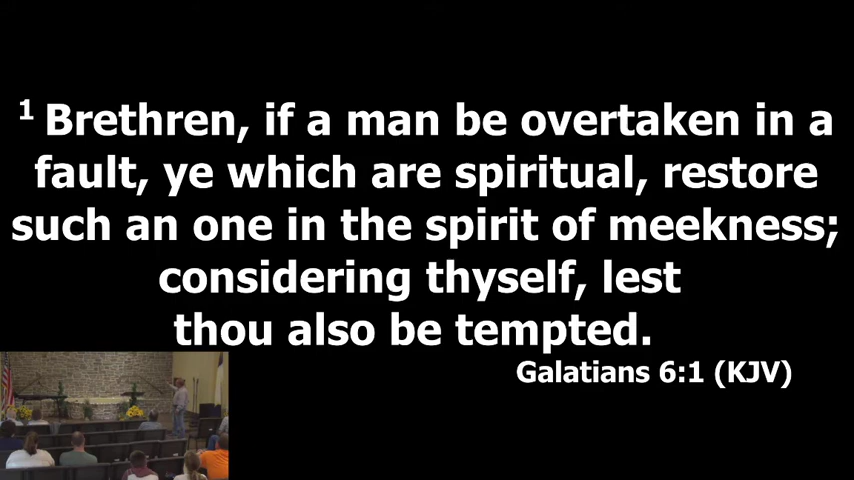 1 Brethren, if a man be overtaken in a
fault, ye which are spiritual, restore
such an one in the spirit of meekness;
considering thyself, lest
thou also be tempted.
Galatians 6:1 (KJV)